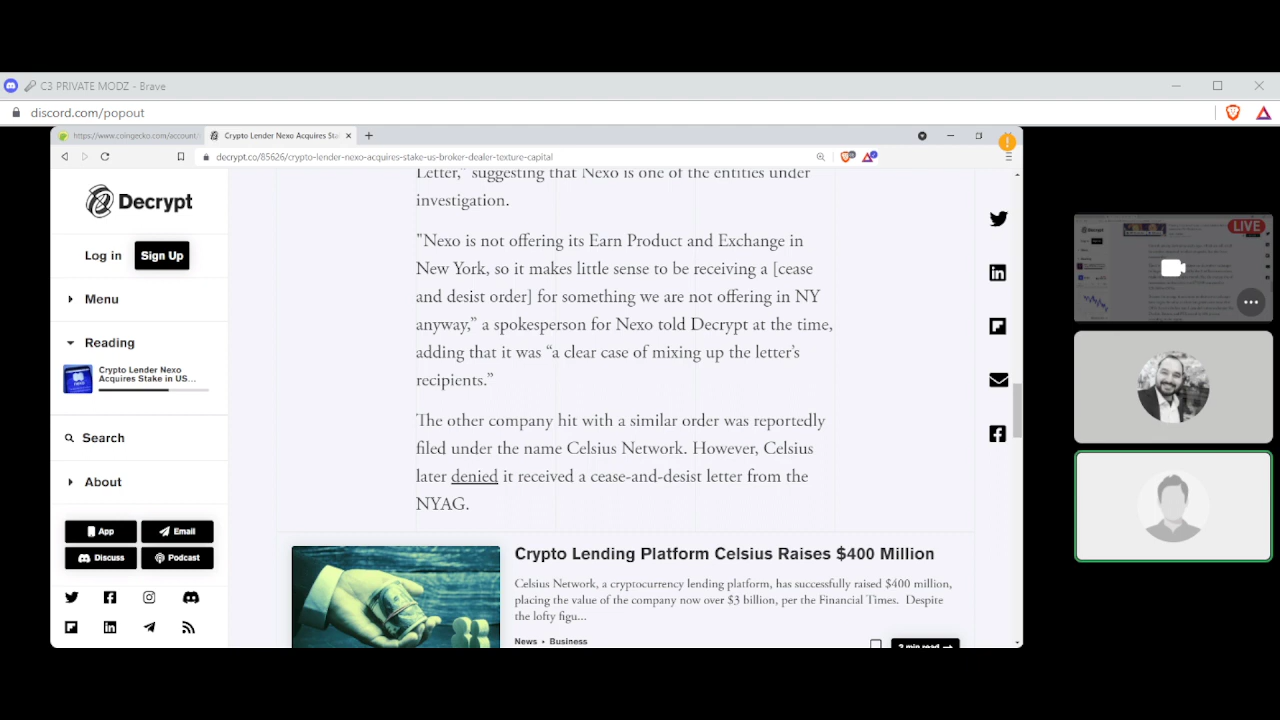 C3 PRIVATE MODZ - Brave
discord.com/popout
https://www.coingecko.com/account/
Crypto Lender Nexo Acquires Sta
decrypt.co/85626/crypto-lender-nexo-acquires-stake-us-broker-dealer-texture-capital
Decrypt
Log in
Sign Up
Menu
Reading
Crypto Lender Nexo
Acquires Stake in US...
Search
About
App
Email
Discuss
Podcast
Letter," suggesting that Nexo is one of the entities under
investigation.
"Nexo is not offering its Earn Product and Exchange in
New York, so it makes little sense to be receiving a [cease
and desist order] for something we are not offering in NY
anyway," a spokesperson for Nexo told Decrypt at the time,
adding that it was “a clear case of mixing up the letter’s
recipients.”
The other company hit with a similar order was reportedly
filed under the name Celsius Network. However, Celsius
later denied it received a cease-and-desist letter from the
NYAG.
Crypto Lending Platform Celsius Raises $400 Million
Celsius Network, a cryptocurrency lending platform, has successfully raised $400 million,
placing the value of the company now over $3 billion, per the Financial Times. Despite
the lofty figu...
News • Business
2 min read →
LIVE
Decrypt